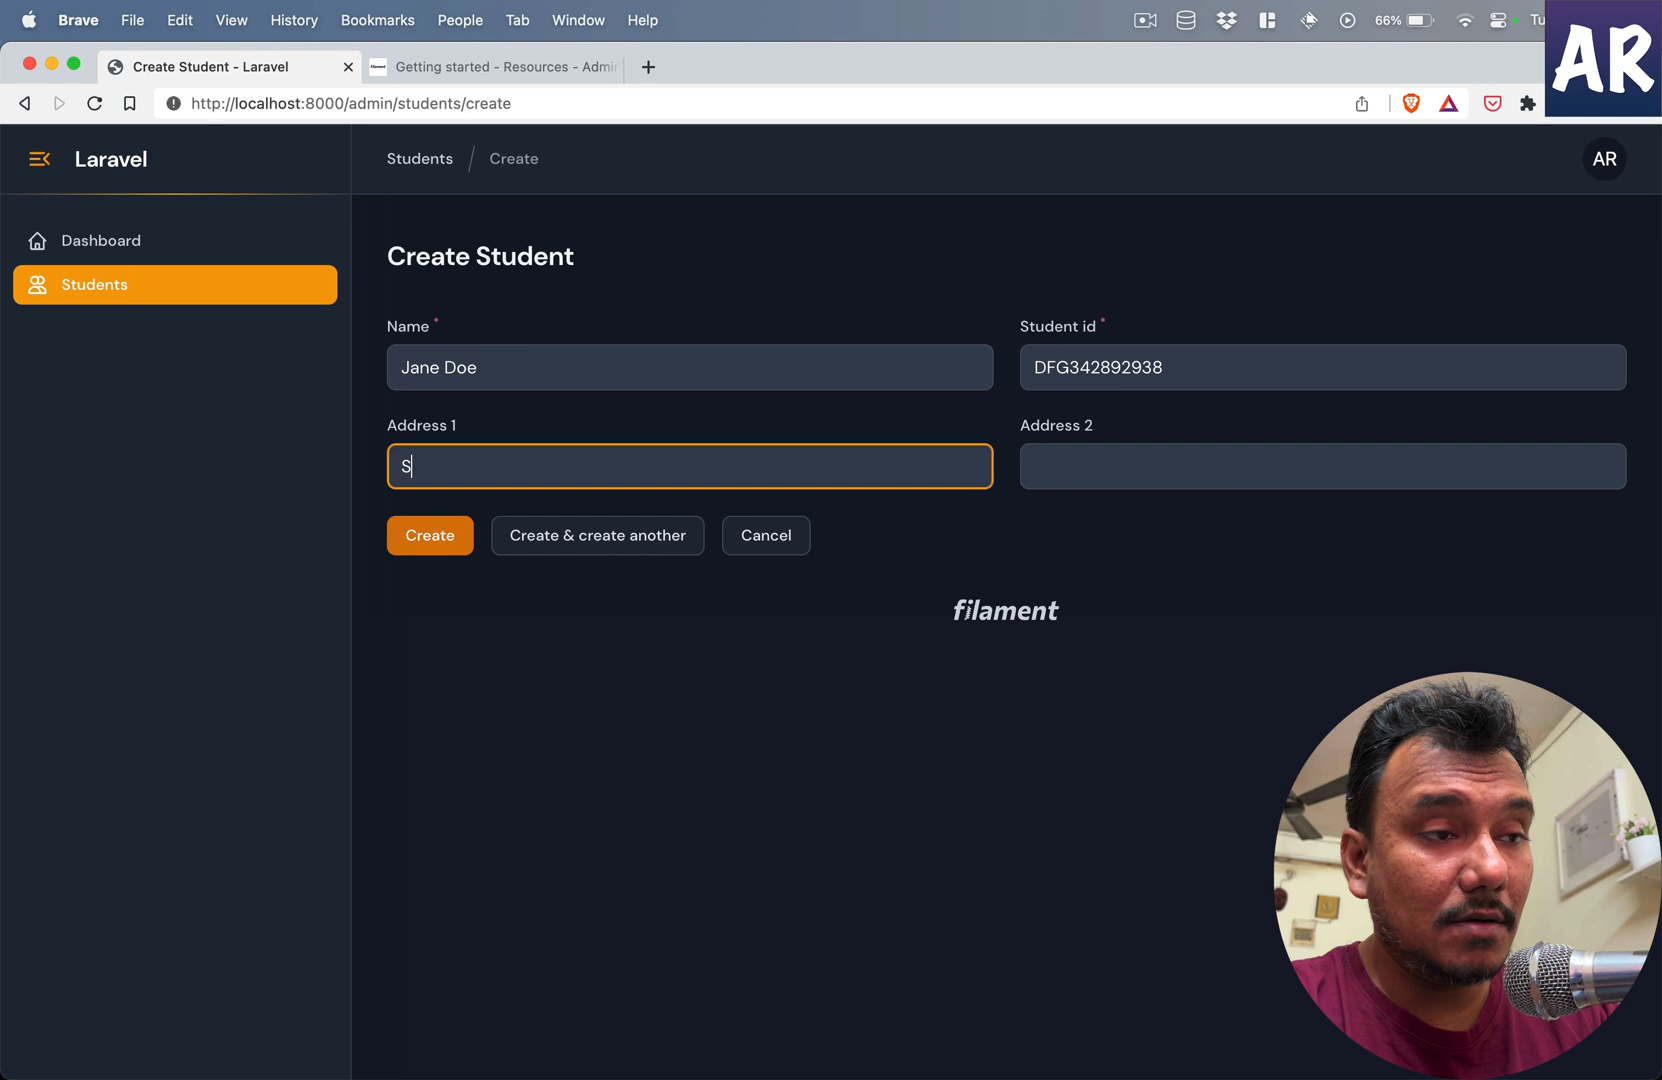 Brave File Edit View History Bookmarks People Tab Window Help 66% Tu
AR
Create Student - Laravel
Getting started - Resources - Admi
http://localhost:8000/admin/students/create
Laravel
Students / Create
AR
Dashboard
Students
Create Student
Name *
Student id *
Jane Doe
DFG342892938
Address 1
Address 2
S
Create
Create & create another
Cancel
filament